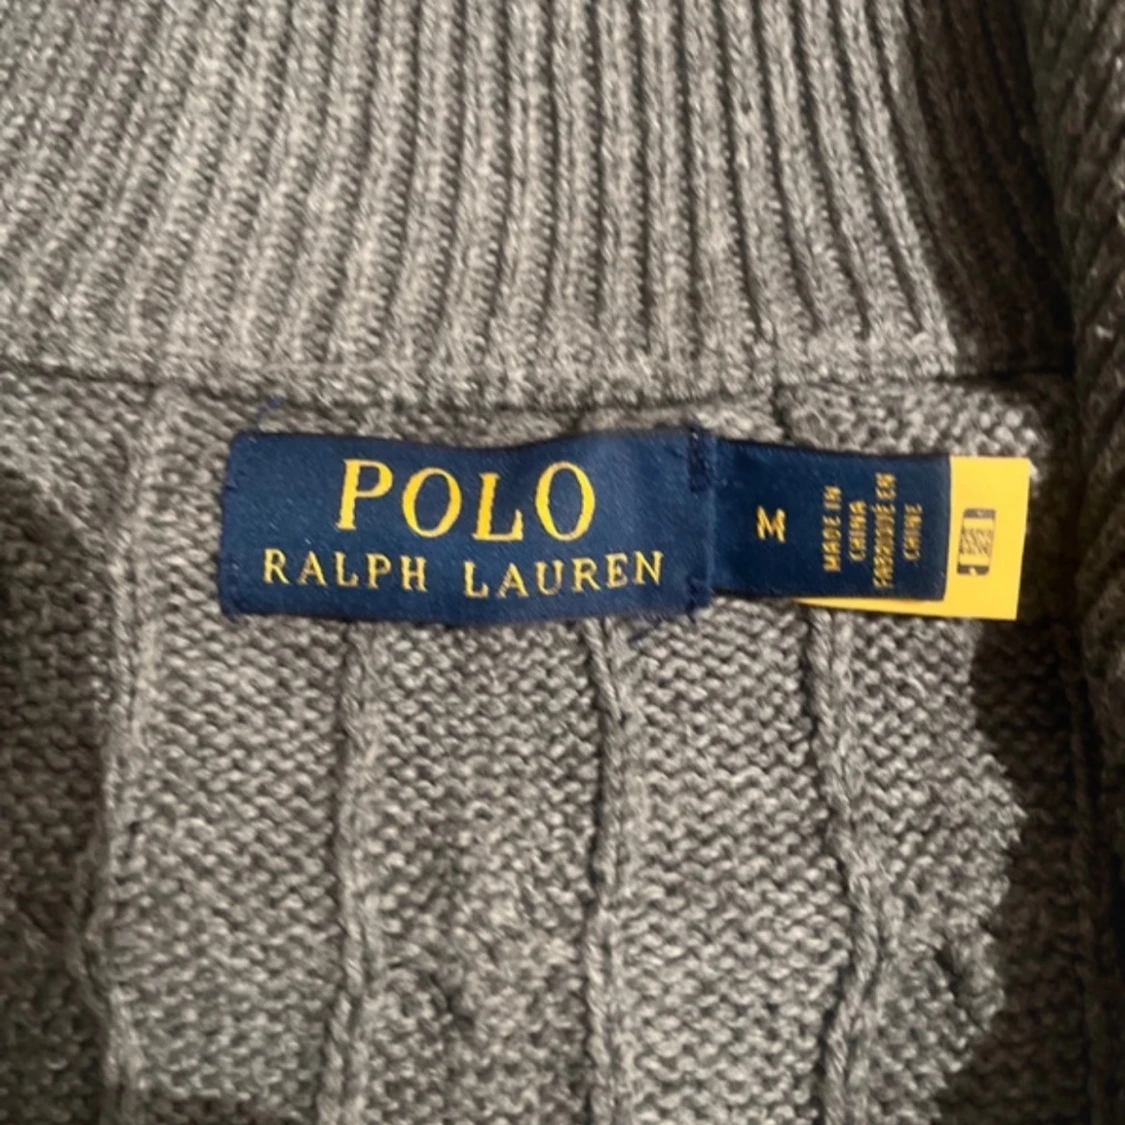 POLO
RALPH LAUREN
M
MADE IN
CHINA
FABRIQUÉ EN
CHINE